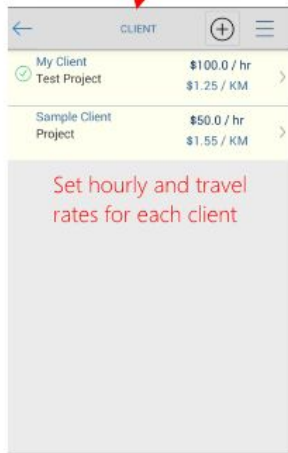 CLIENT
My Client
$100.0 / hr
Test Project
$1.25 / KM
Sample Client
$50.0 / hr
Project
$1.55 / KM
Set hourly and travel
rates for each client